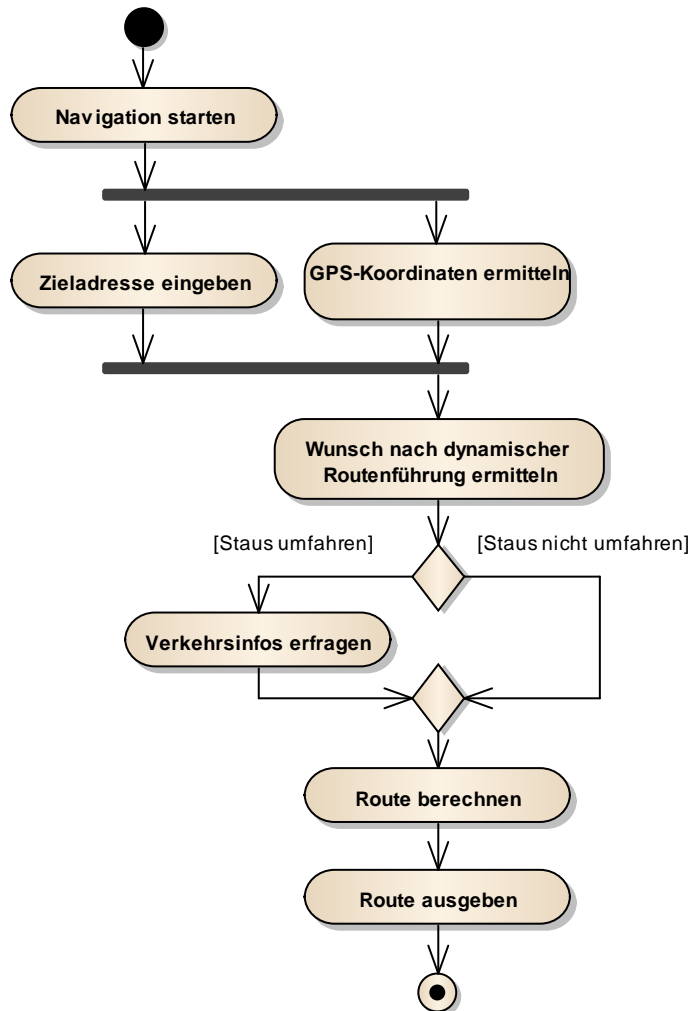 Navigation starten
Zieladresse eingeben
GPS-Koordinaten ermitteln
Wunsch nach dynamischer
Routenführung ermitteln
[Staus umfahren]
[Staus nicht umfahren]
Verkehrsinfos erfragen
Route berechnen
Route ausgeben